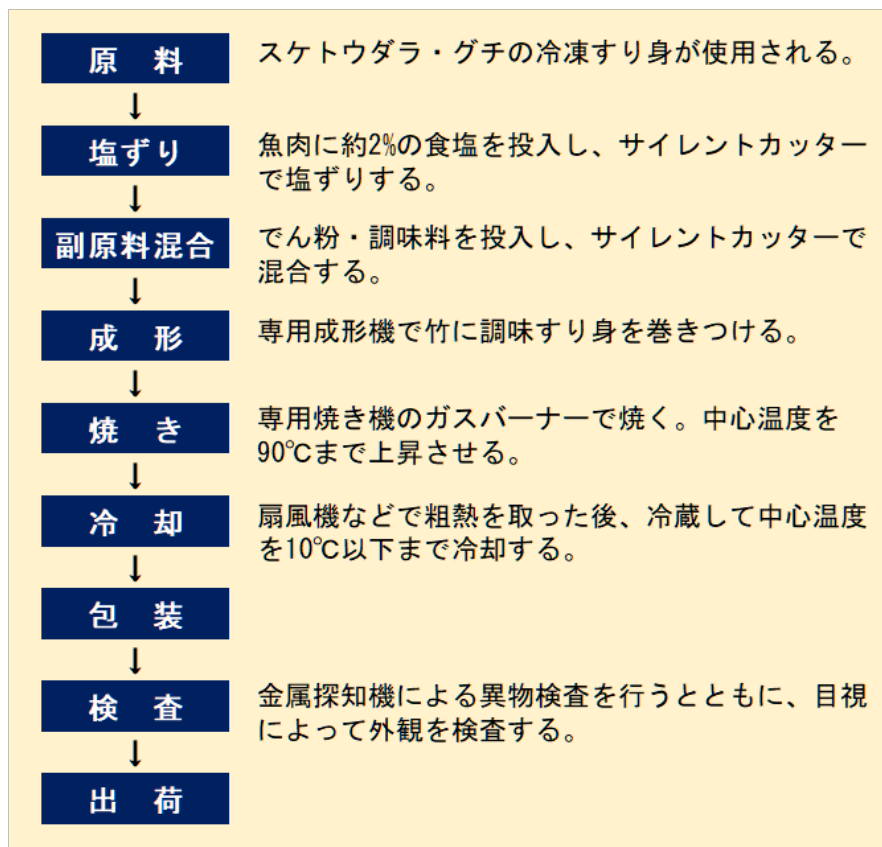 原　料
スケトウダラ・グチの冷凍すり身が使用される。
↓
塩ずり
魚肉に約2%の食塩を投入し、サイレントカッター
で塩ずりする。
↓
副原料混合
でん粉・調味料を投入し、サイレントカッターで
混合する。
↓
成　形
専用成形機で竹に調味すり身を巻きつける。
↓
焼　き
専用焼き機のガスバーナーで焼く。中心温度を
90℃まで上昇させる。
↓
冷　却
扇風機などで粗熱を取った後、冷蔵して中心温度
を10℃以下まで冷却する。
↓
包　装
↓
検　査
金属探知機による異物検査を行うとともに、目視
によって外観を検査する。
↓
出　荷